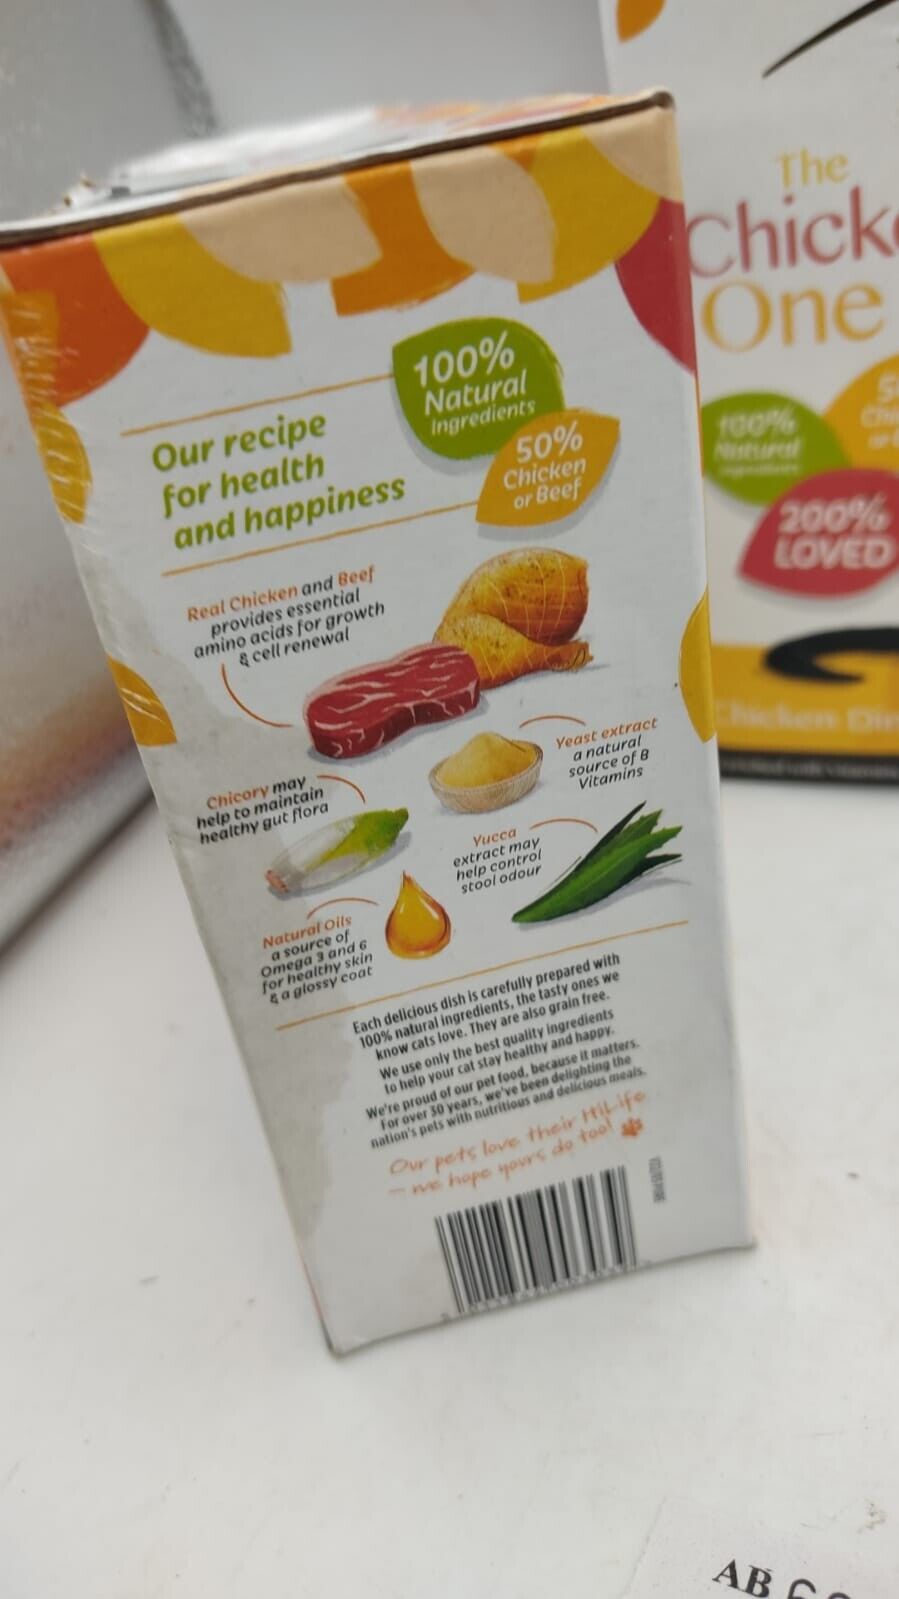 100%
Natural
Ingredients
50%
Chicken
or Beef
Our recipe
for health
and happiness
Real Chicken and Beef
provides essential
amino acids for growth
& cell renewal
Yeast extract
a natural
source of B
Vitamins
Chicory may
help to maintain
healthy gut flora
Yucca
extract may
help control
stool odour
Natural Oils
a source of
Omega 3 and 6
for healthy skin
& a glossy coat
Each delicious dish is carefully prepared with
100% natural ingredients, the tasty ones we
know cats love. They are also grain free.
We use only the best quality ingredients
to help your cat stay healthy and happy.
We're proud of our pet food, because it matters.
For over 30 years, we've been delighting the
nation's pets with nutritious and delicious meals.
Our pets love their HiLife
- we hope yours do too!
The
Chick
One
100%
Natural
Ingredients
200%
LOVED
Chicken Din
AB